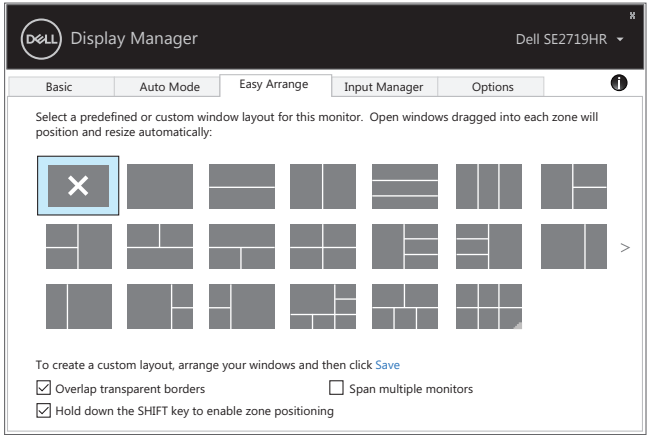 DELL Display Manager
Dell SE2719HR
Basic
Auto Mode
Easy Arrange
Input Manager
Options
Select a predefined or custom window layout for this monitor. Open windows dragged into each zone will
position and resize automatically:
To create a custom layout, arrange your windows and then click Save
Overlap transparent borders
Span multiple monitors
Hold down the SHIFT key to enable zone positioning